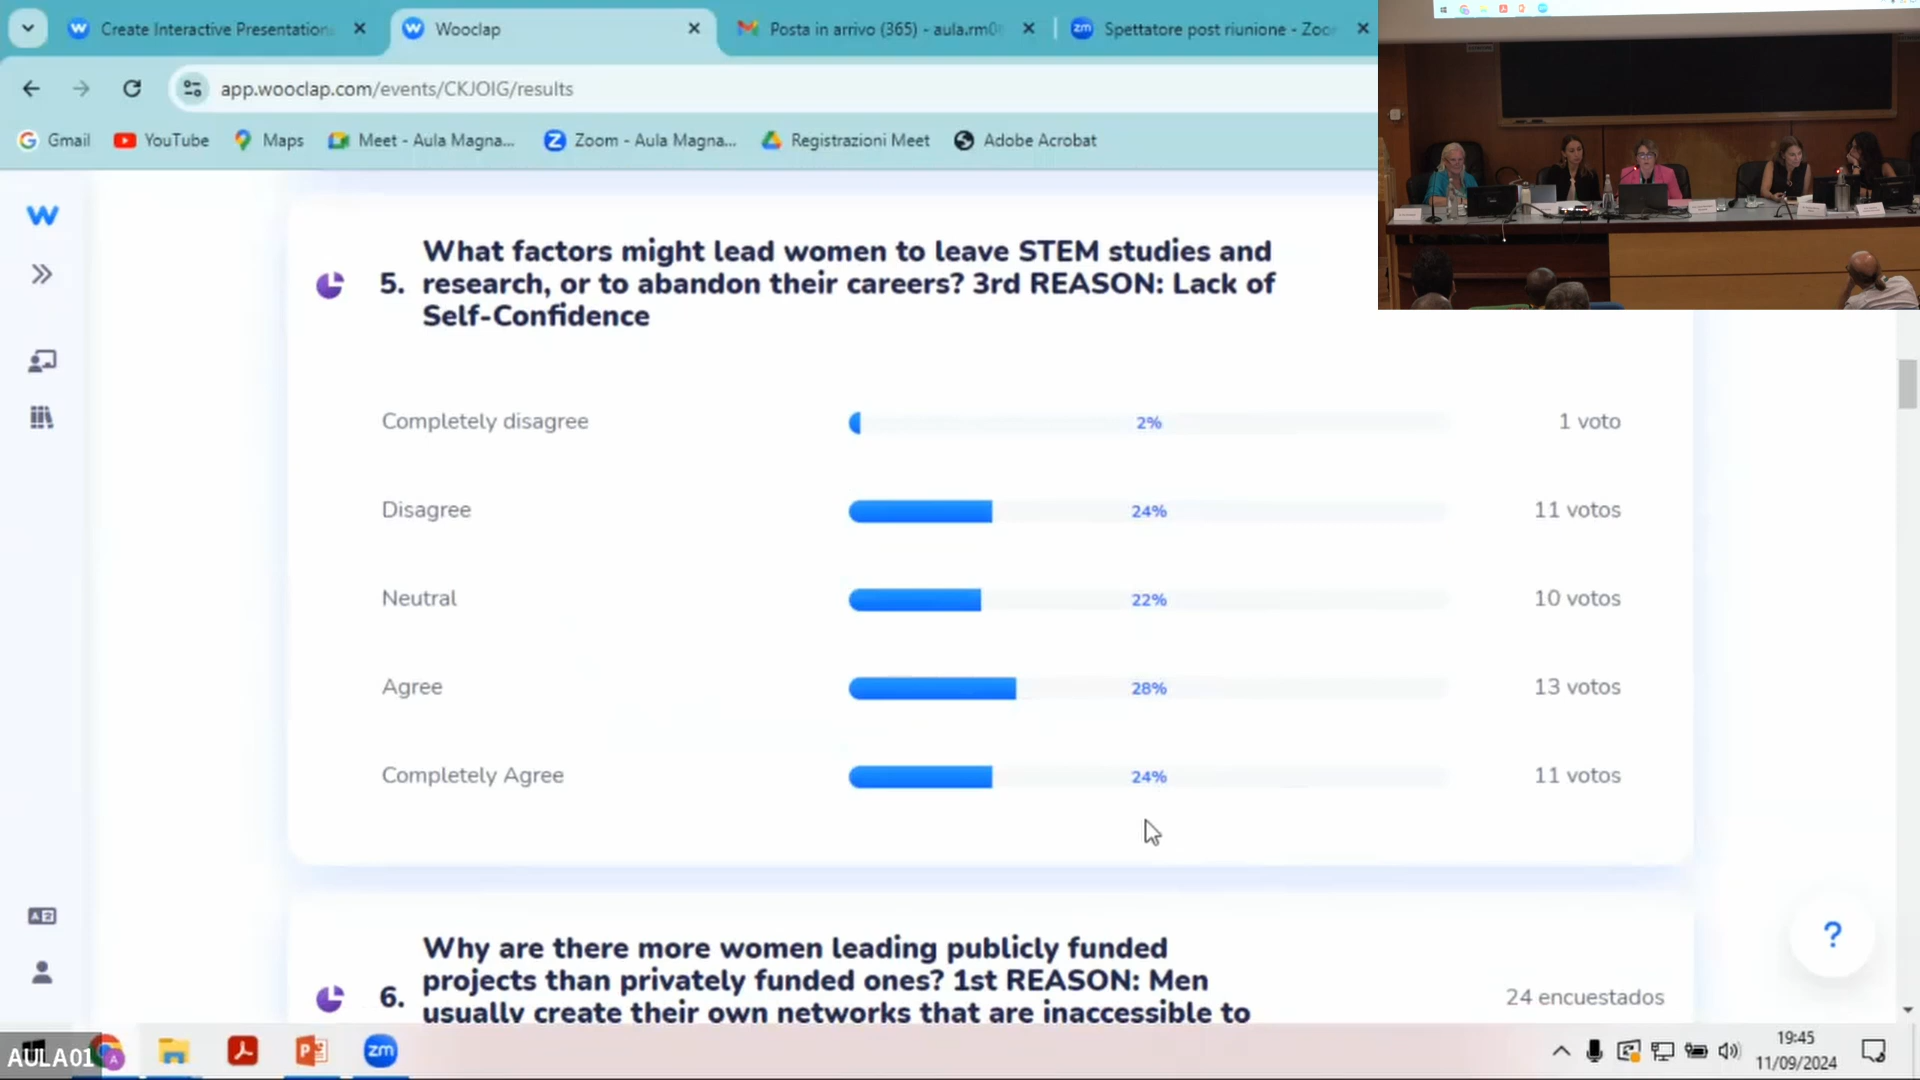 Create Interactive Presentation
Wooclap
Posta in arrivo (365) - aula.rm0
Spettatore post riunione - Zoo
app.wooclap.com/events/CKJOIG/results
Gmail
YouTube
Maps
Meet - Aula Magna...
Zoom - Aula Magna...
Registrazioni Meet
Adobe Acrobat
5.
What factors might lead women to leave STEM studies and
research, or to abandon their careers? 3rd REASON: Lack of
Self-Confidence
Completely disagree 2% 1 voto
Disagree 24% 11 votos
Neutral 22% 10 votos
Agree 28% 13 votos
Completely Agree 24% 11 votos
6.
Why are there more women leading publicly funded
projects than privately funded ones? 1st REASON: Men
usually create their own networks that are inaccessible to
24 encuestados
?
AULA01
zm
19:45
11/09/2024